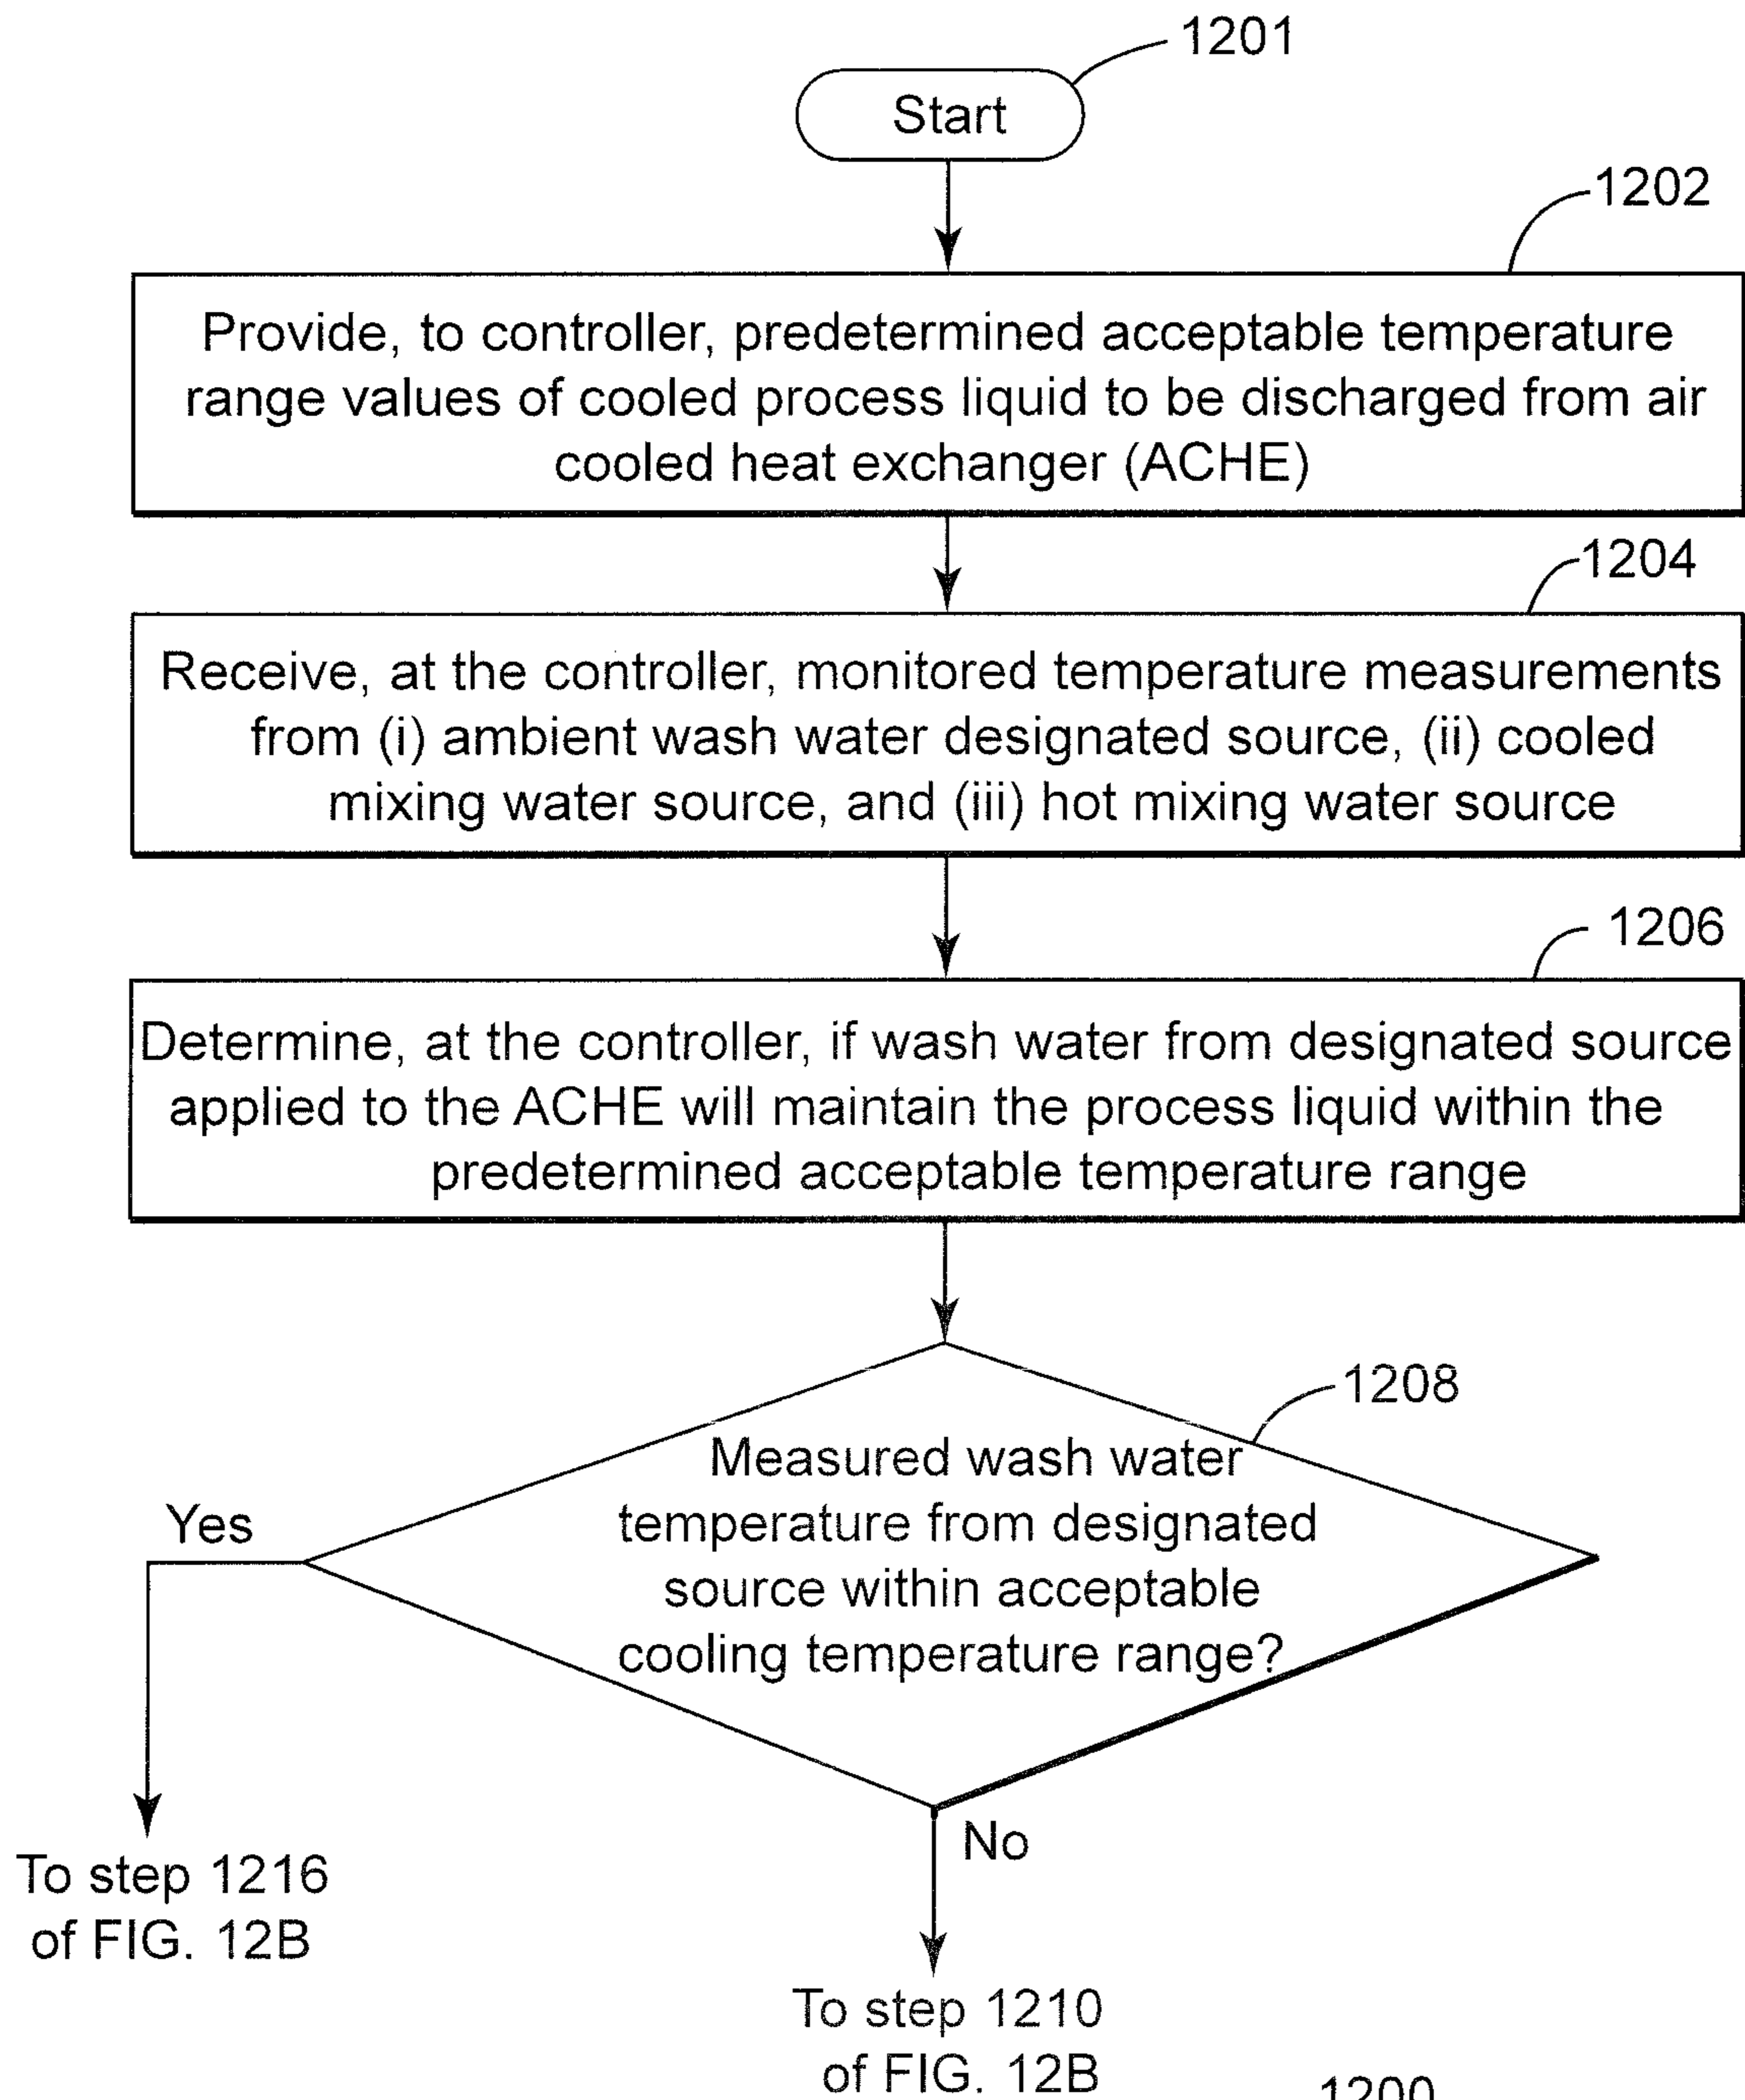 1201
Start
1202
Provide, to controller, predetermined acceptable temperature
range values of cooled process liquid to be discharged from air
cooled heat exchanger (ACHE)
1204
Receive, at the controller, monitored temperature measurements
from (i) ambient wash water designated source, (ii) cooled
mixing water source, and (iii) hot mixing water source
1206
Determine, at the controller, if wash water from designated source
applied to the ACHE will maintain the process liquid within the
predetermined acceptable temperature range
1208
Measured wash water
temperature from designated
source within acceptable
cooling temperature range?
Yes
No
To step 1216
of FIG. 12B
To step 1210
of FIG. 12B
1200